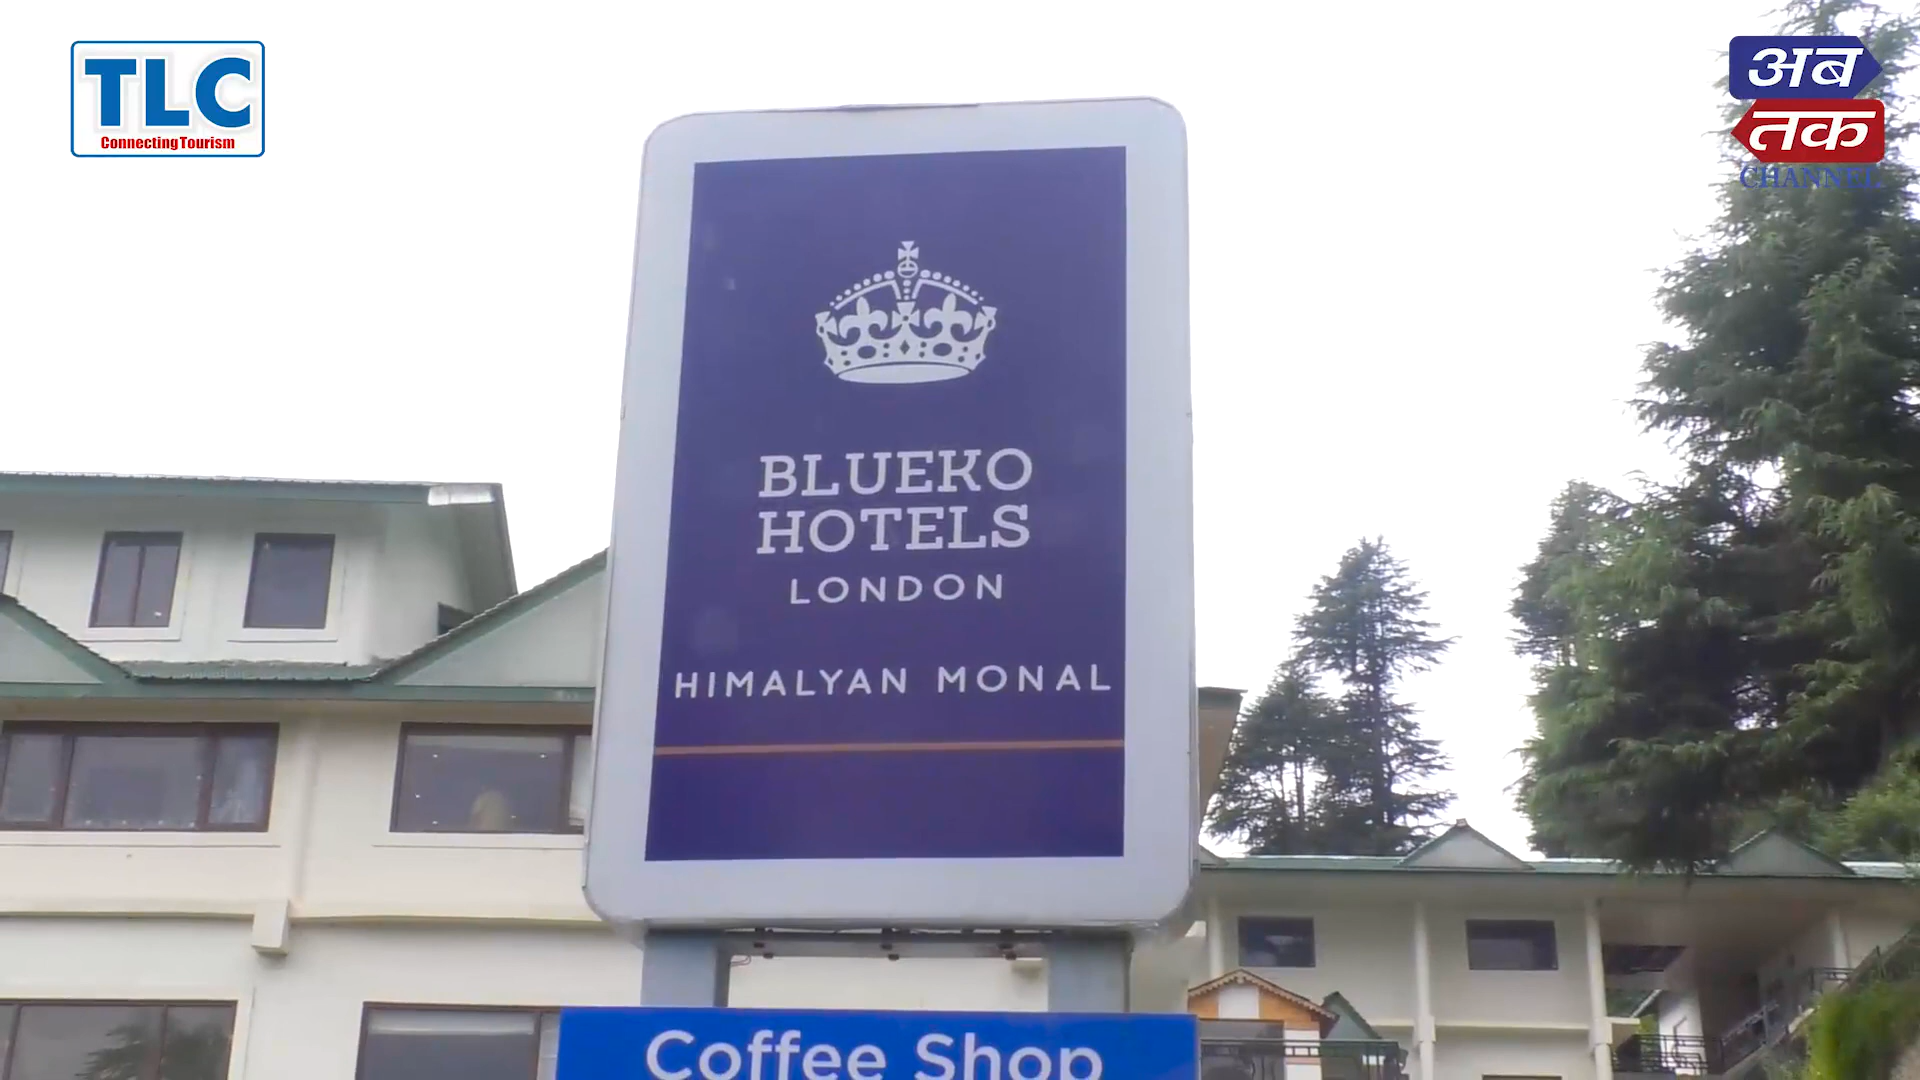 TLC
Connecting Tourism
अब
तक
CHANNEL
BLUEKO
HOTELS
LONDON
HIMALYAN MONAL
Coffee Shop